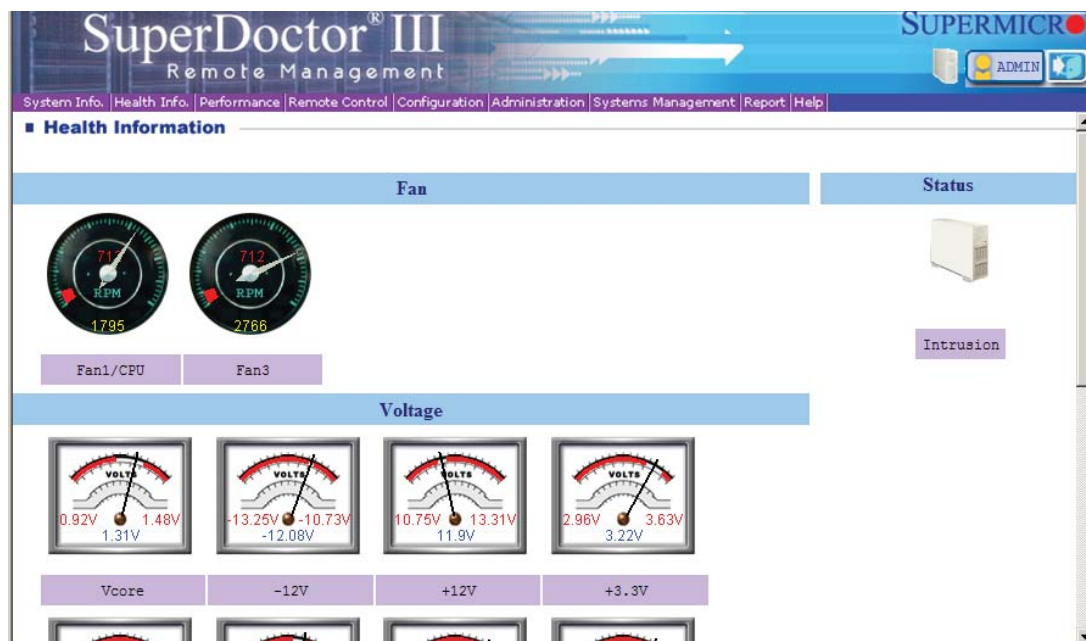 SuperDoctor® III
Remote Management
SUPERMICRO
ADMIN
System Info. Health Info. Performance Remote Control Configuration Administration Systems Management Report Help
Health Information
Fan
Status
712
RPM
1795
Fan1/CPU
712
RPM
2766
Fan3
Intrusion
Voltage
VOLTS
0.92V 1.48V
1.31V
Vcore
VOLTS
-13.25V -10.73V
-12.08V
-12V
VOLTS
10.75V 13.31V
11.9V
+12V
VOLTS
2.96V 3.63V
3.22V
+3.3V